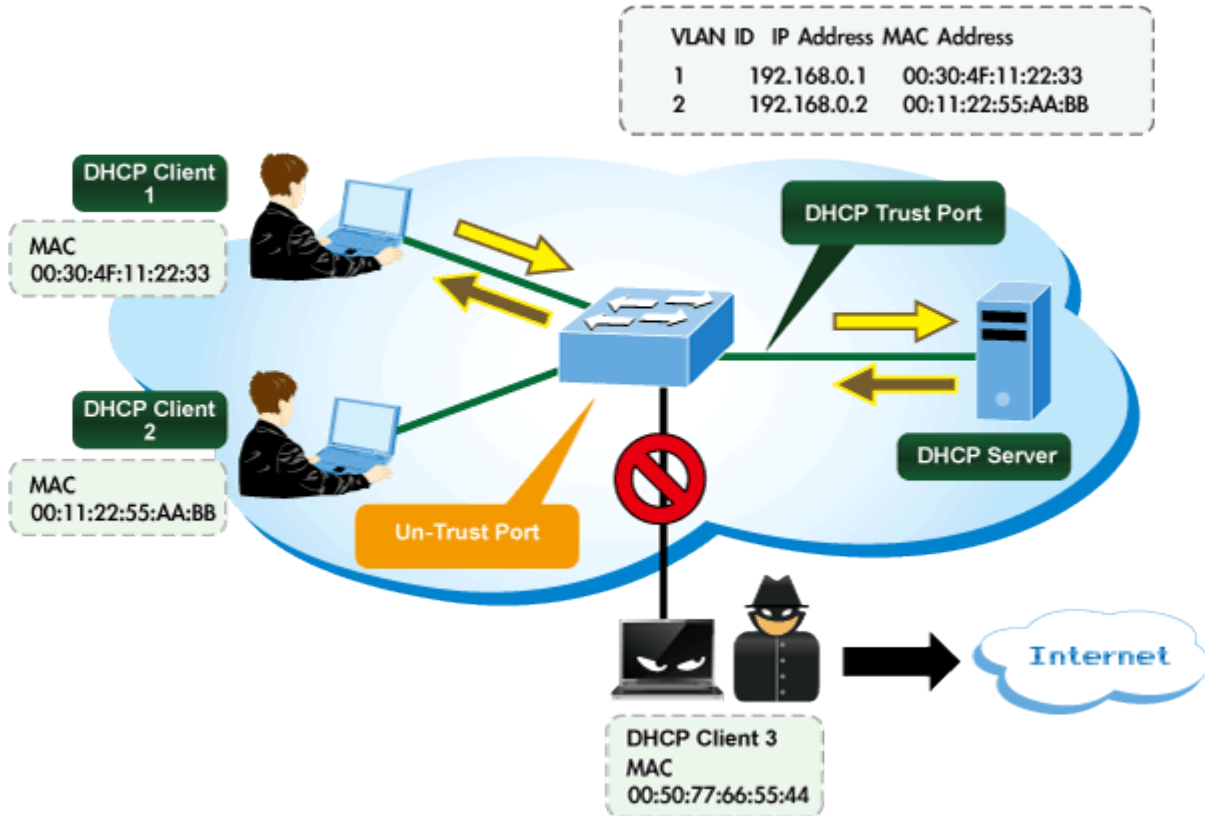 VLAN ID IP Address MAC Address
1 192.168.0.1 00:30:4F:11:22:33
2 192.168.0.2 00:11:22:55:AA:BB
DHCP Client
1
MAC
00:30:4F:11:22:33
DHCP Trust Port
DHCP Client
2
MAC
00:11:22:55:AA:BB
DHCP Server
Un-Trust Port
Internet
DHCP Client 3
MAC
00:50:77:66:55:44